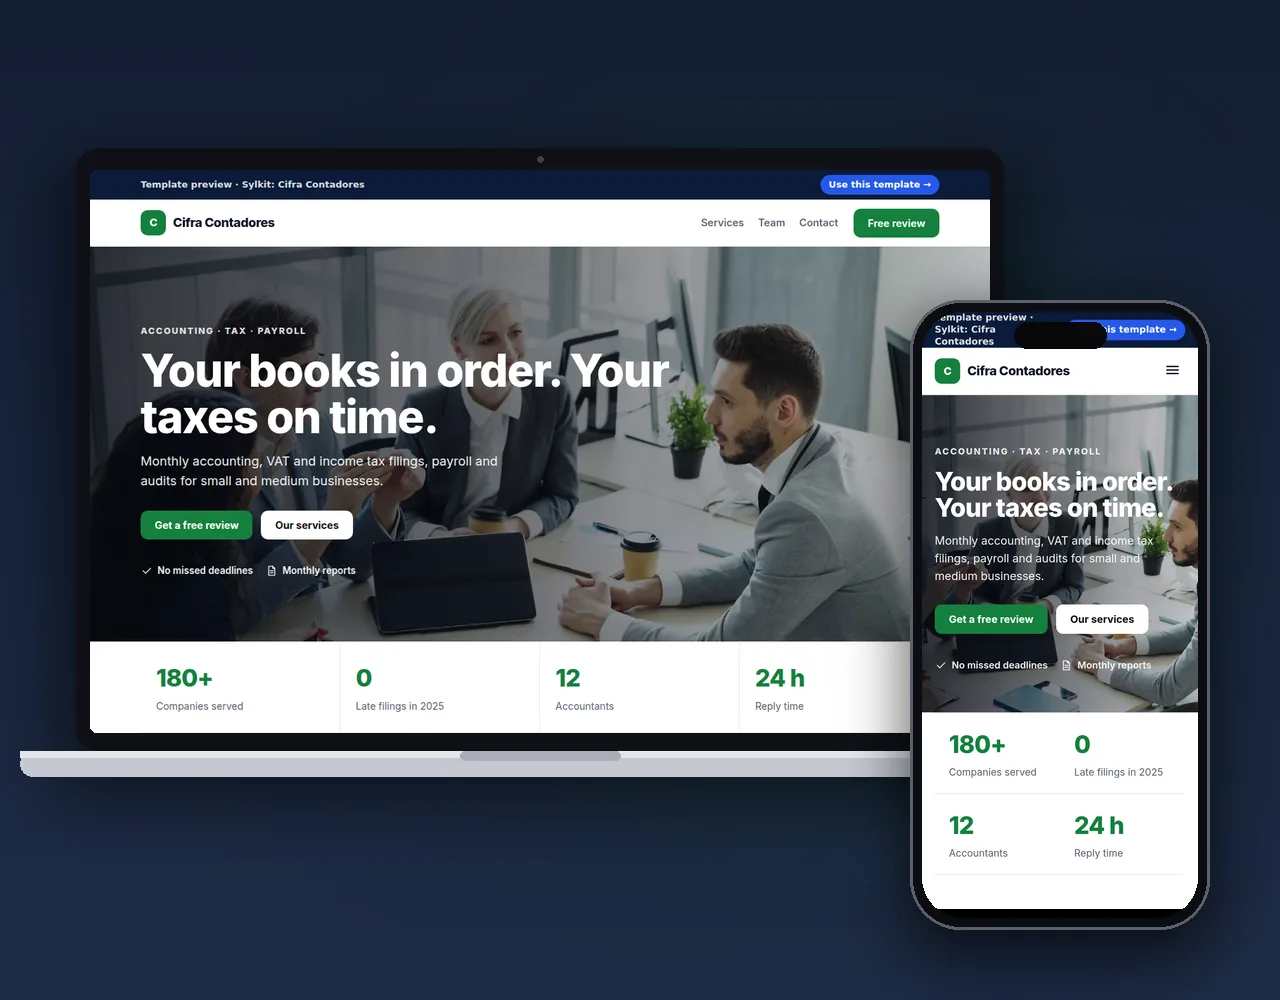 Template preview · Sylkit: Cifra Contadores
Use this template →
C
Cifra Contadores
Services
Team
Contact
Free review
ACCOUNTING · TAX · PAYROLL
Your books in order. Your
taxes on time.
Monthly accounting, VAT and income tax filings, payroll and
audits for small and medium businesses.
Get a free review
Our services
No missed deadlines
Monthly reports
180+
Companies served
0
Late filings in 2025
12
Accountants
24 h
Reply time
emplate preview ·
Sylkit: Cifra
Contadores
is template →
C
Cifra Contadores
ACCOUNTING · TAX · PAYROLL
Your books in order.
Your taxes on time.
Monthly accounting, VAT and income tax
filings, payroll and audits for small and
medium businesses.
Get a free review
Our services
No missed deadlines
Monthly reports
180+
Companies served
0
Late filings in 2025
12
Accountants
24 h
Reply time